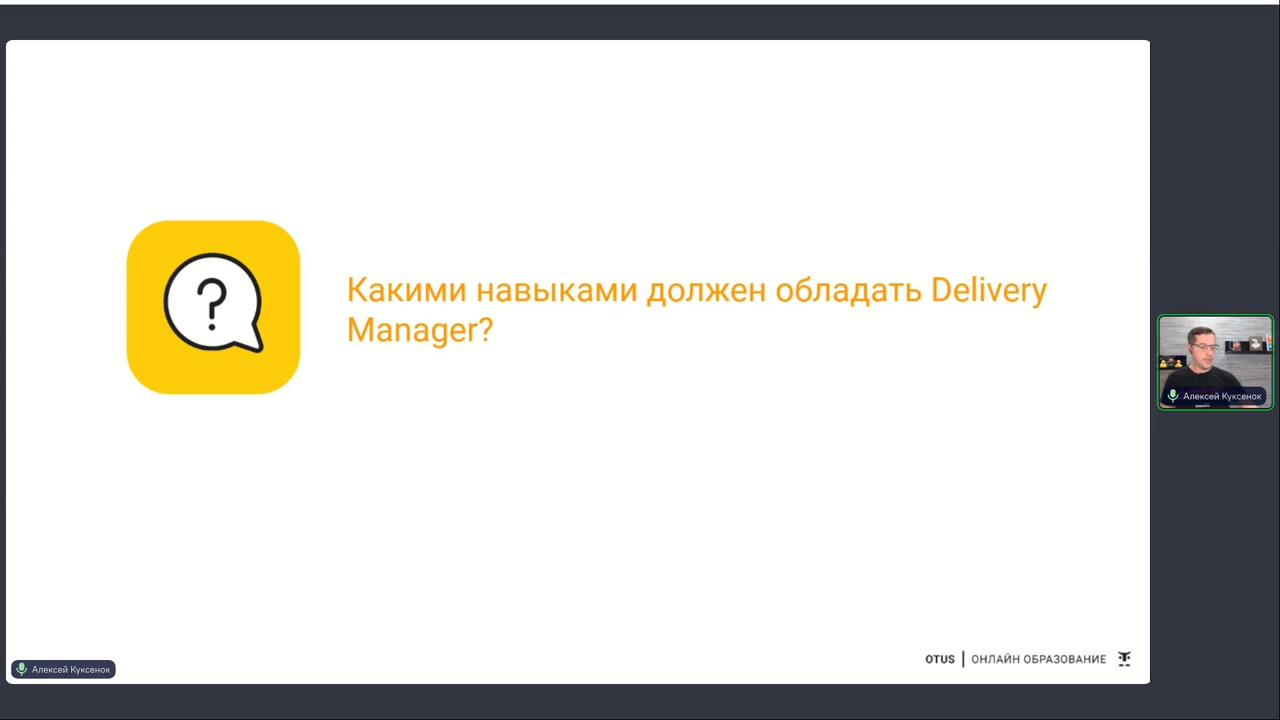 Какими навыками должен обладать Delivery
Manager?
Алексей Куксенок
Алексей Куксенок
OTUS | ОНЛАЙН ОБРАЗОВАНИЕ